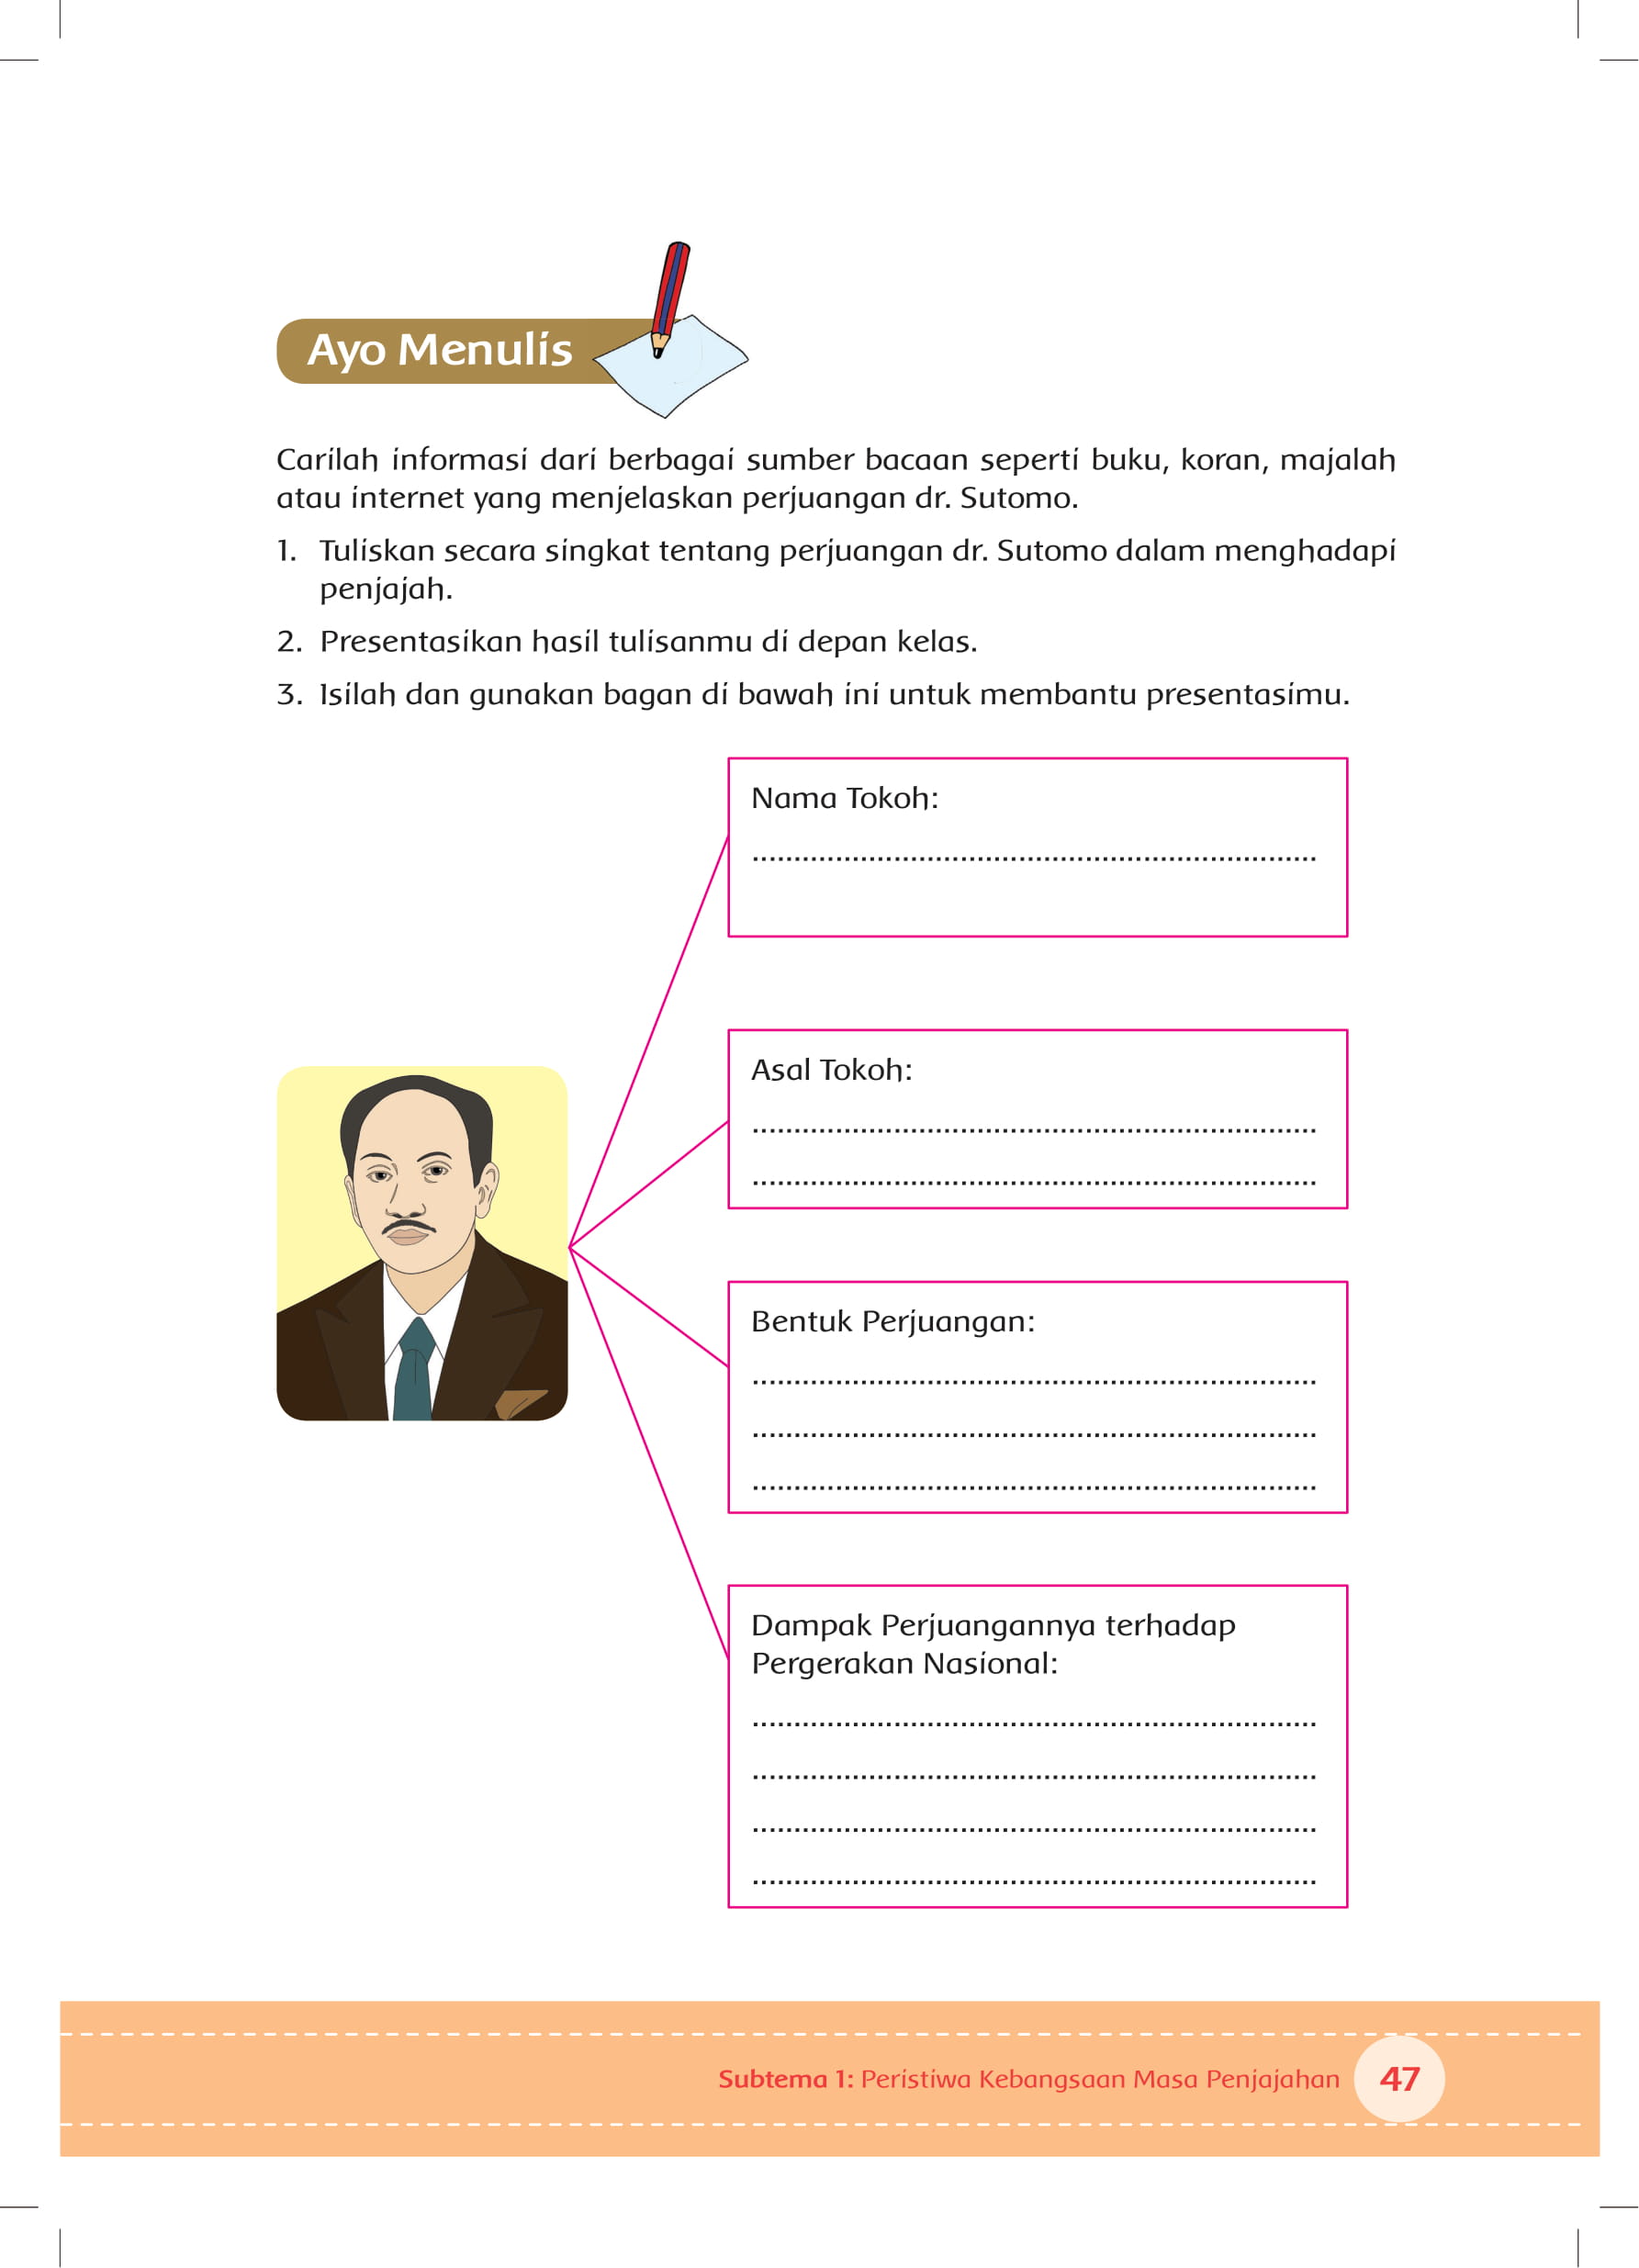 Ayo Menulis
Carilah informasi dari berbagai sumber bacaan seperti buku, koran, majalah
atau internet yang menjelaskan perjuangan dr. Sutomo.
1. Tuliskan secara singkat tentang perjuangan dr. Sutomo dalam menghadapi
penjajah.
2. Presentasikan hasil tulisanmu di depan kelas.
3. Isilah dan gunakan bagan di bawah ini untuk membantu presentasimu.
Nama Tokoh:
....................................................................
Asal Tokoh:
....................................................................
....................................................................
Bentuk Perjuangan:
....................................................................
....................................................................
....................................................................
Dampak Perjuangannya terhadap
Pergerakan Nasional:
....................................................................
....................................................................
....................................................................
....................................................................
Subtema 1: Peristiwa Kebangsaan Masa Penjajahan 47